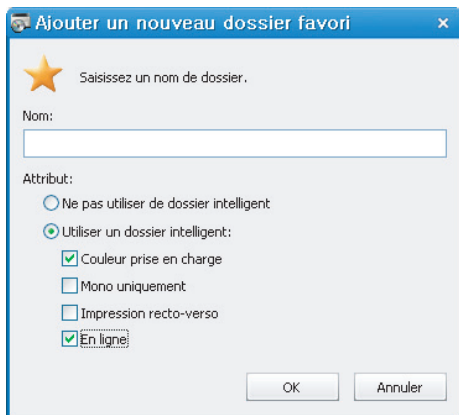 Ajouter un nouveau dossier favori
Saisissez un nom de dossier.
Nom:
Attribut:
Ne pas utiliser de dossier intelligent
Utiliser un dossier intelligent:
Couleur prise en charge
Mono uniquement
Impression recto-verso
En ligne
OK Annuler